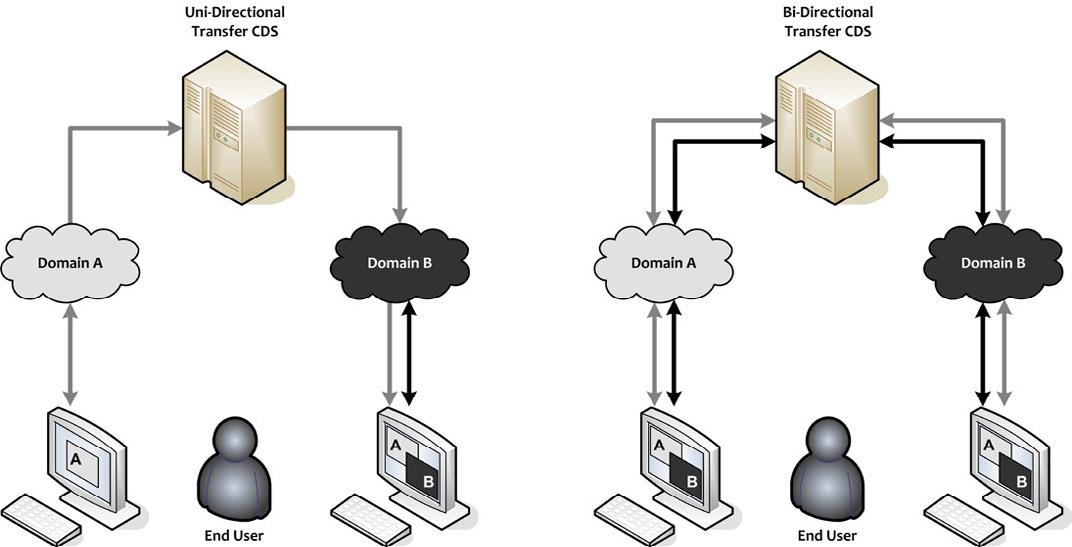 Uni-Directional
Transfer CDS
Domain A
Domain B
A
A
B
End User
Bi-Directional
Transfer CDS
Domain A
Domain B
A
B
A
B
End User